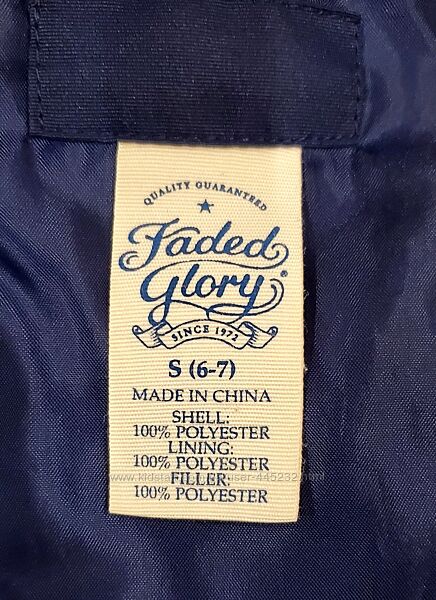 QUALITY GUARANTEED
Faded
Glory®
SINCE 1972
S (6-7)
MADE IN CHINA
SHELL:
100% POLYESTER
LINING:
100% POLYESTER
FILLER:
100% POLYESTER